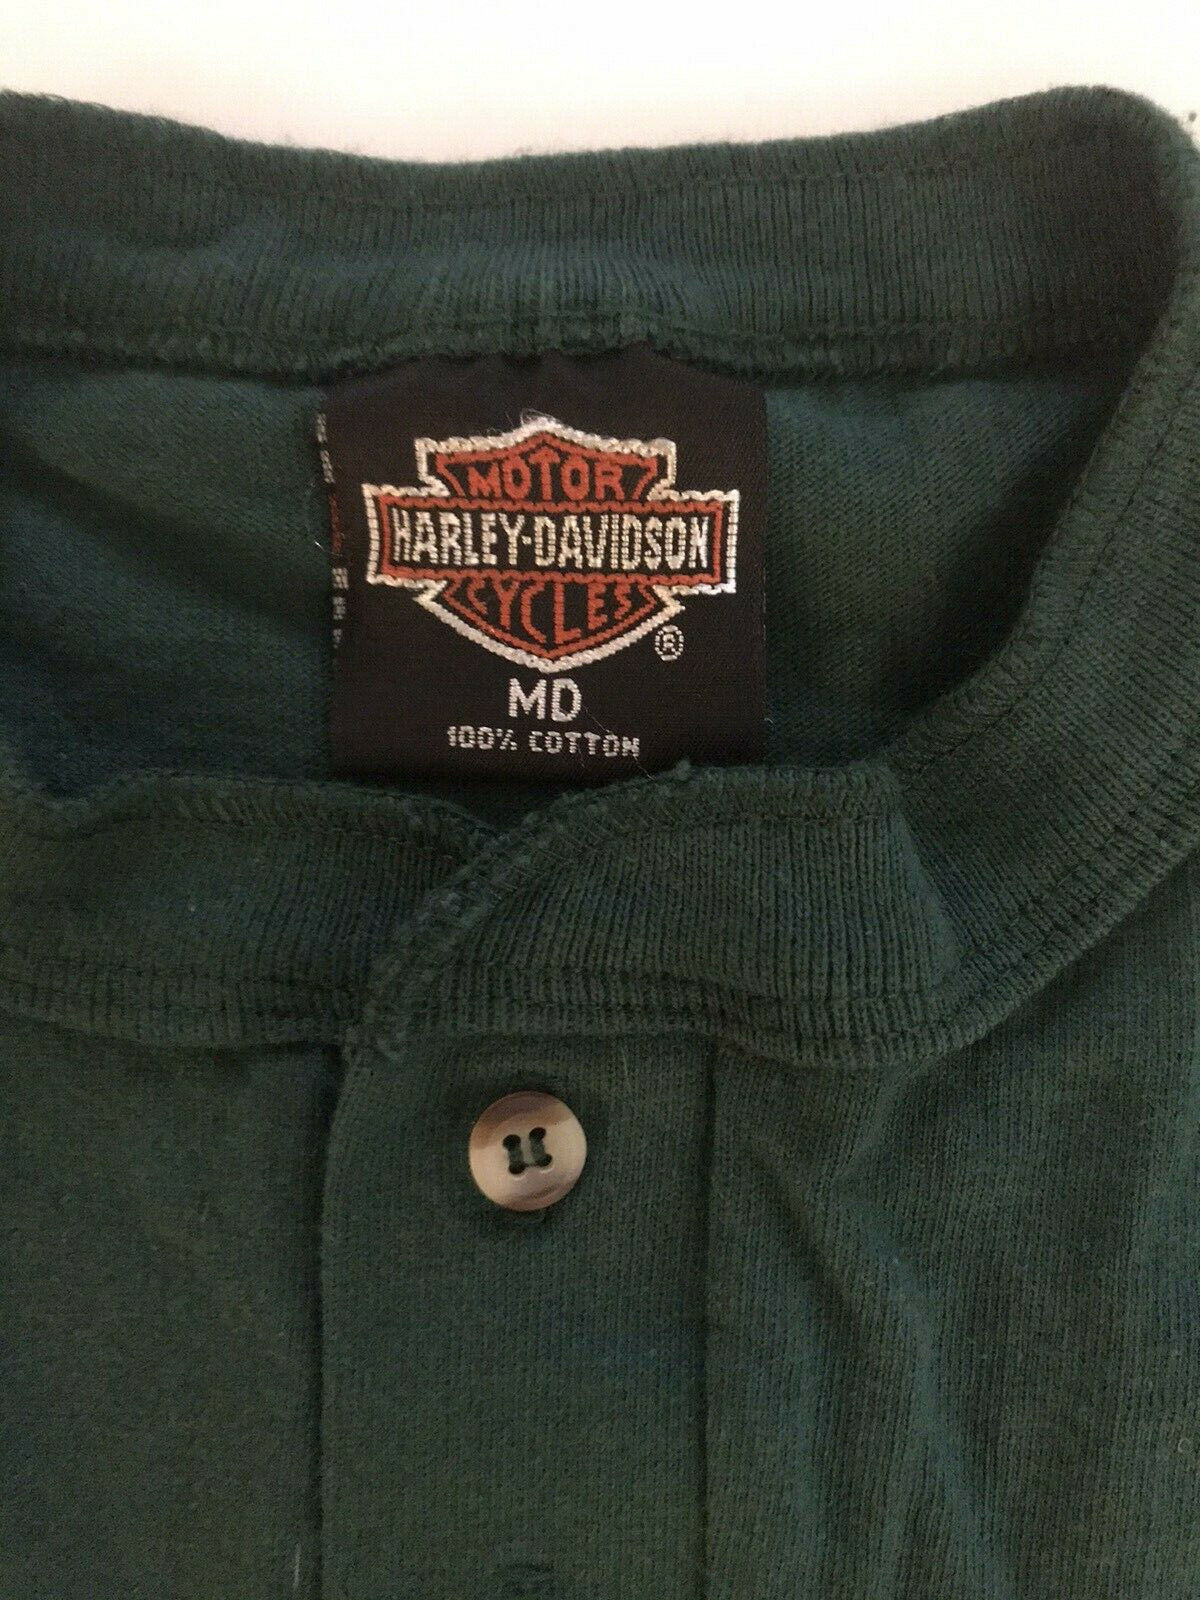 MOTOR
HARLEY-DAVIDSON
CYCLES
®
MD
100% COTTON